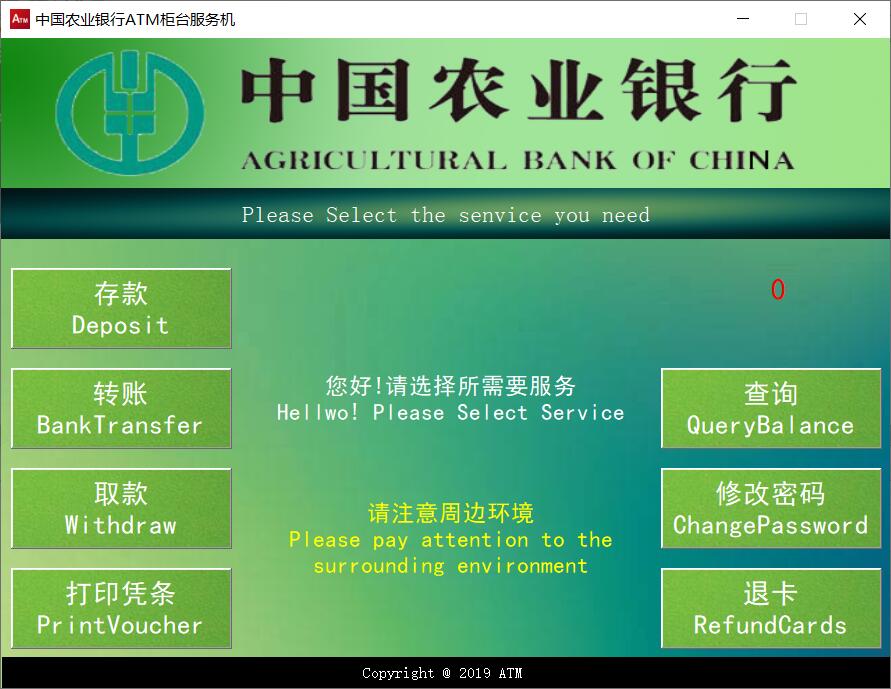 中国农业银行ATM柜台服务机
中国农业银行
AGRICULTURAL BANK OF CHINA
Please Select the senvice you need
0
存款
Deposit
转账
BankTransfer
取款
Withdraw
打印凭条
PrintVoucher
您好!请选择所需要服务
Hellwo! Please Select Service
请注意周边环境
Please pay attention to the
surrounding environment
查询
QueryBalance
修改密码
ChangePassword
退卡
RefundCards
Copyright @ 2019 ATM